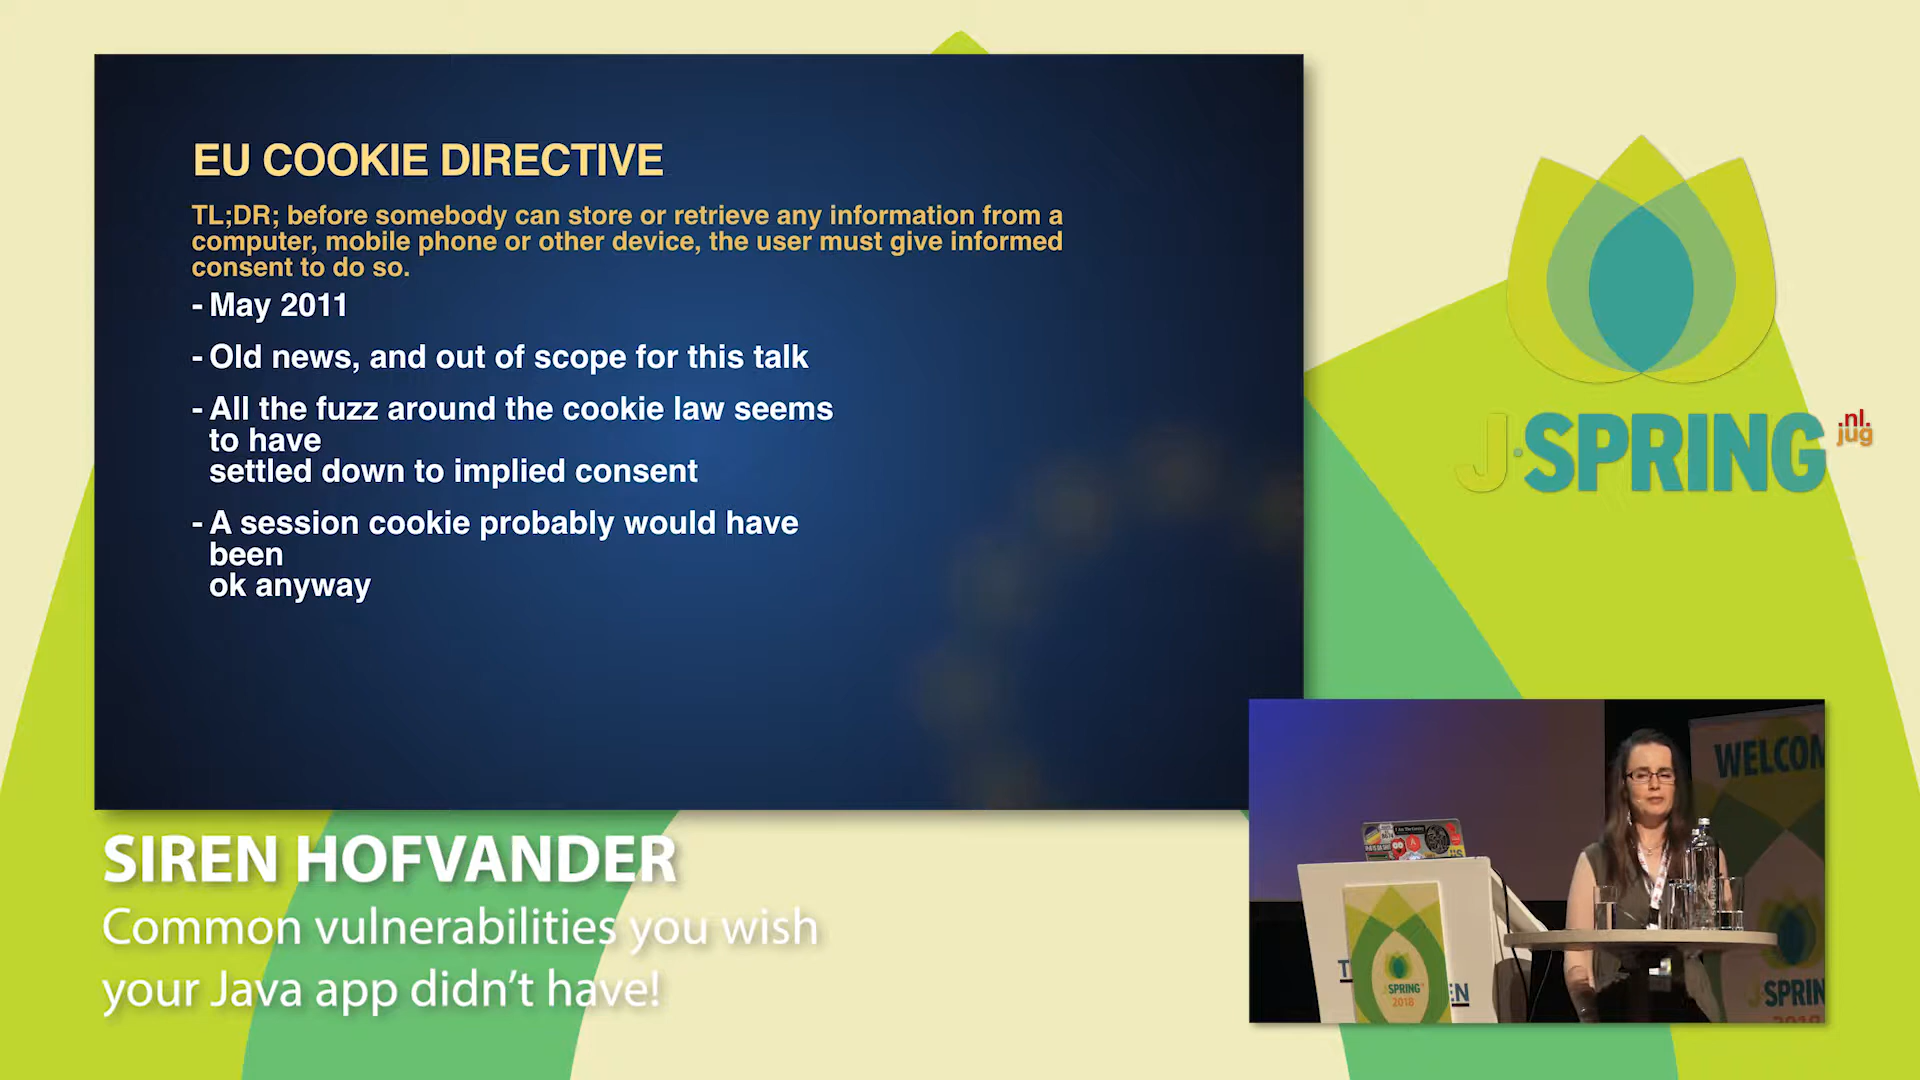 EU COOKIE DIRECTIVE
TL;DR; before somebody can store or retrieve any information from a
computer, mobile phone or other device, the user must give informed
consent to do so.
- May 2011
- Old news, and out of scope for this talk
- All the fuzz around the cookie law seems
to have
settled down to implied consent
- A session cookie probably would have
been
ok anyway
J·SPRING
.nl.
jug
SIREN HOFVANDER
Common vulnerabilities you wish
your Java app didn't have!
WELCOM
JSPRING
2018
SPRIN
2018